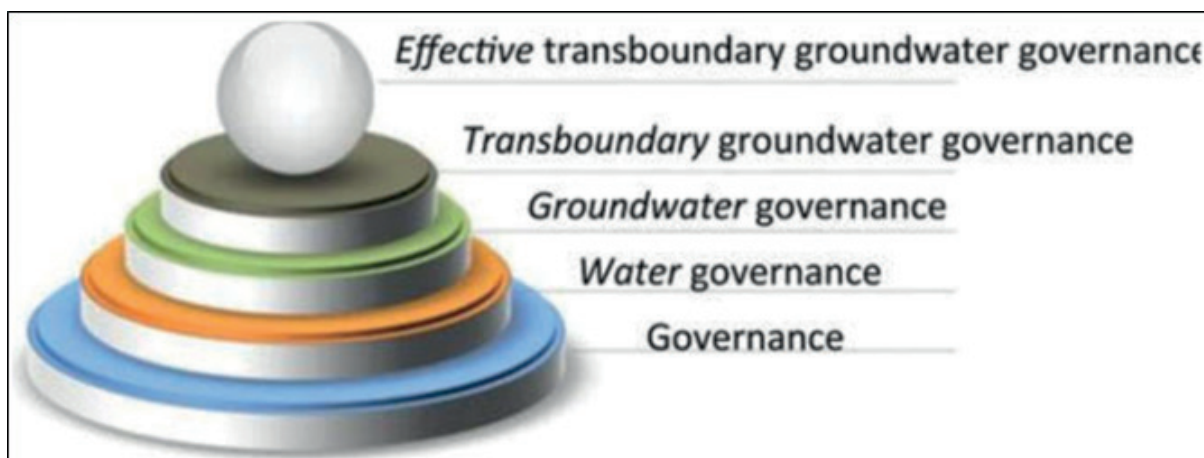 Effective transboundary groundwater governance
Transboundary groundwater governance
Groundwater governance
Water governance
Governance